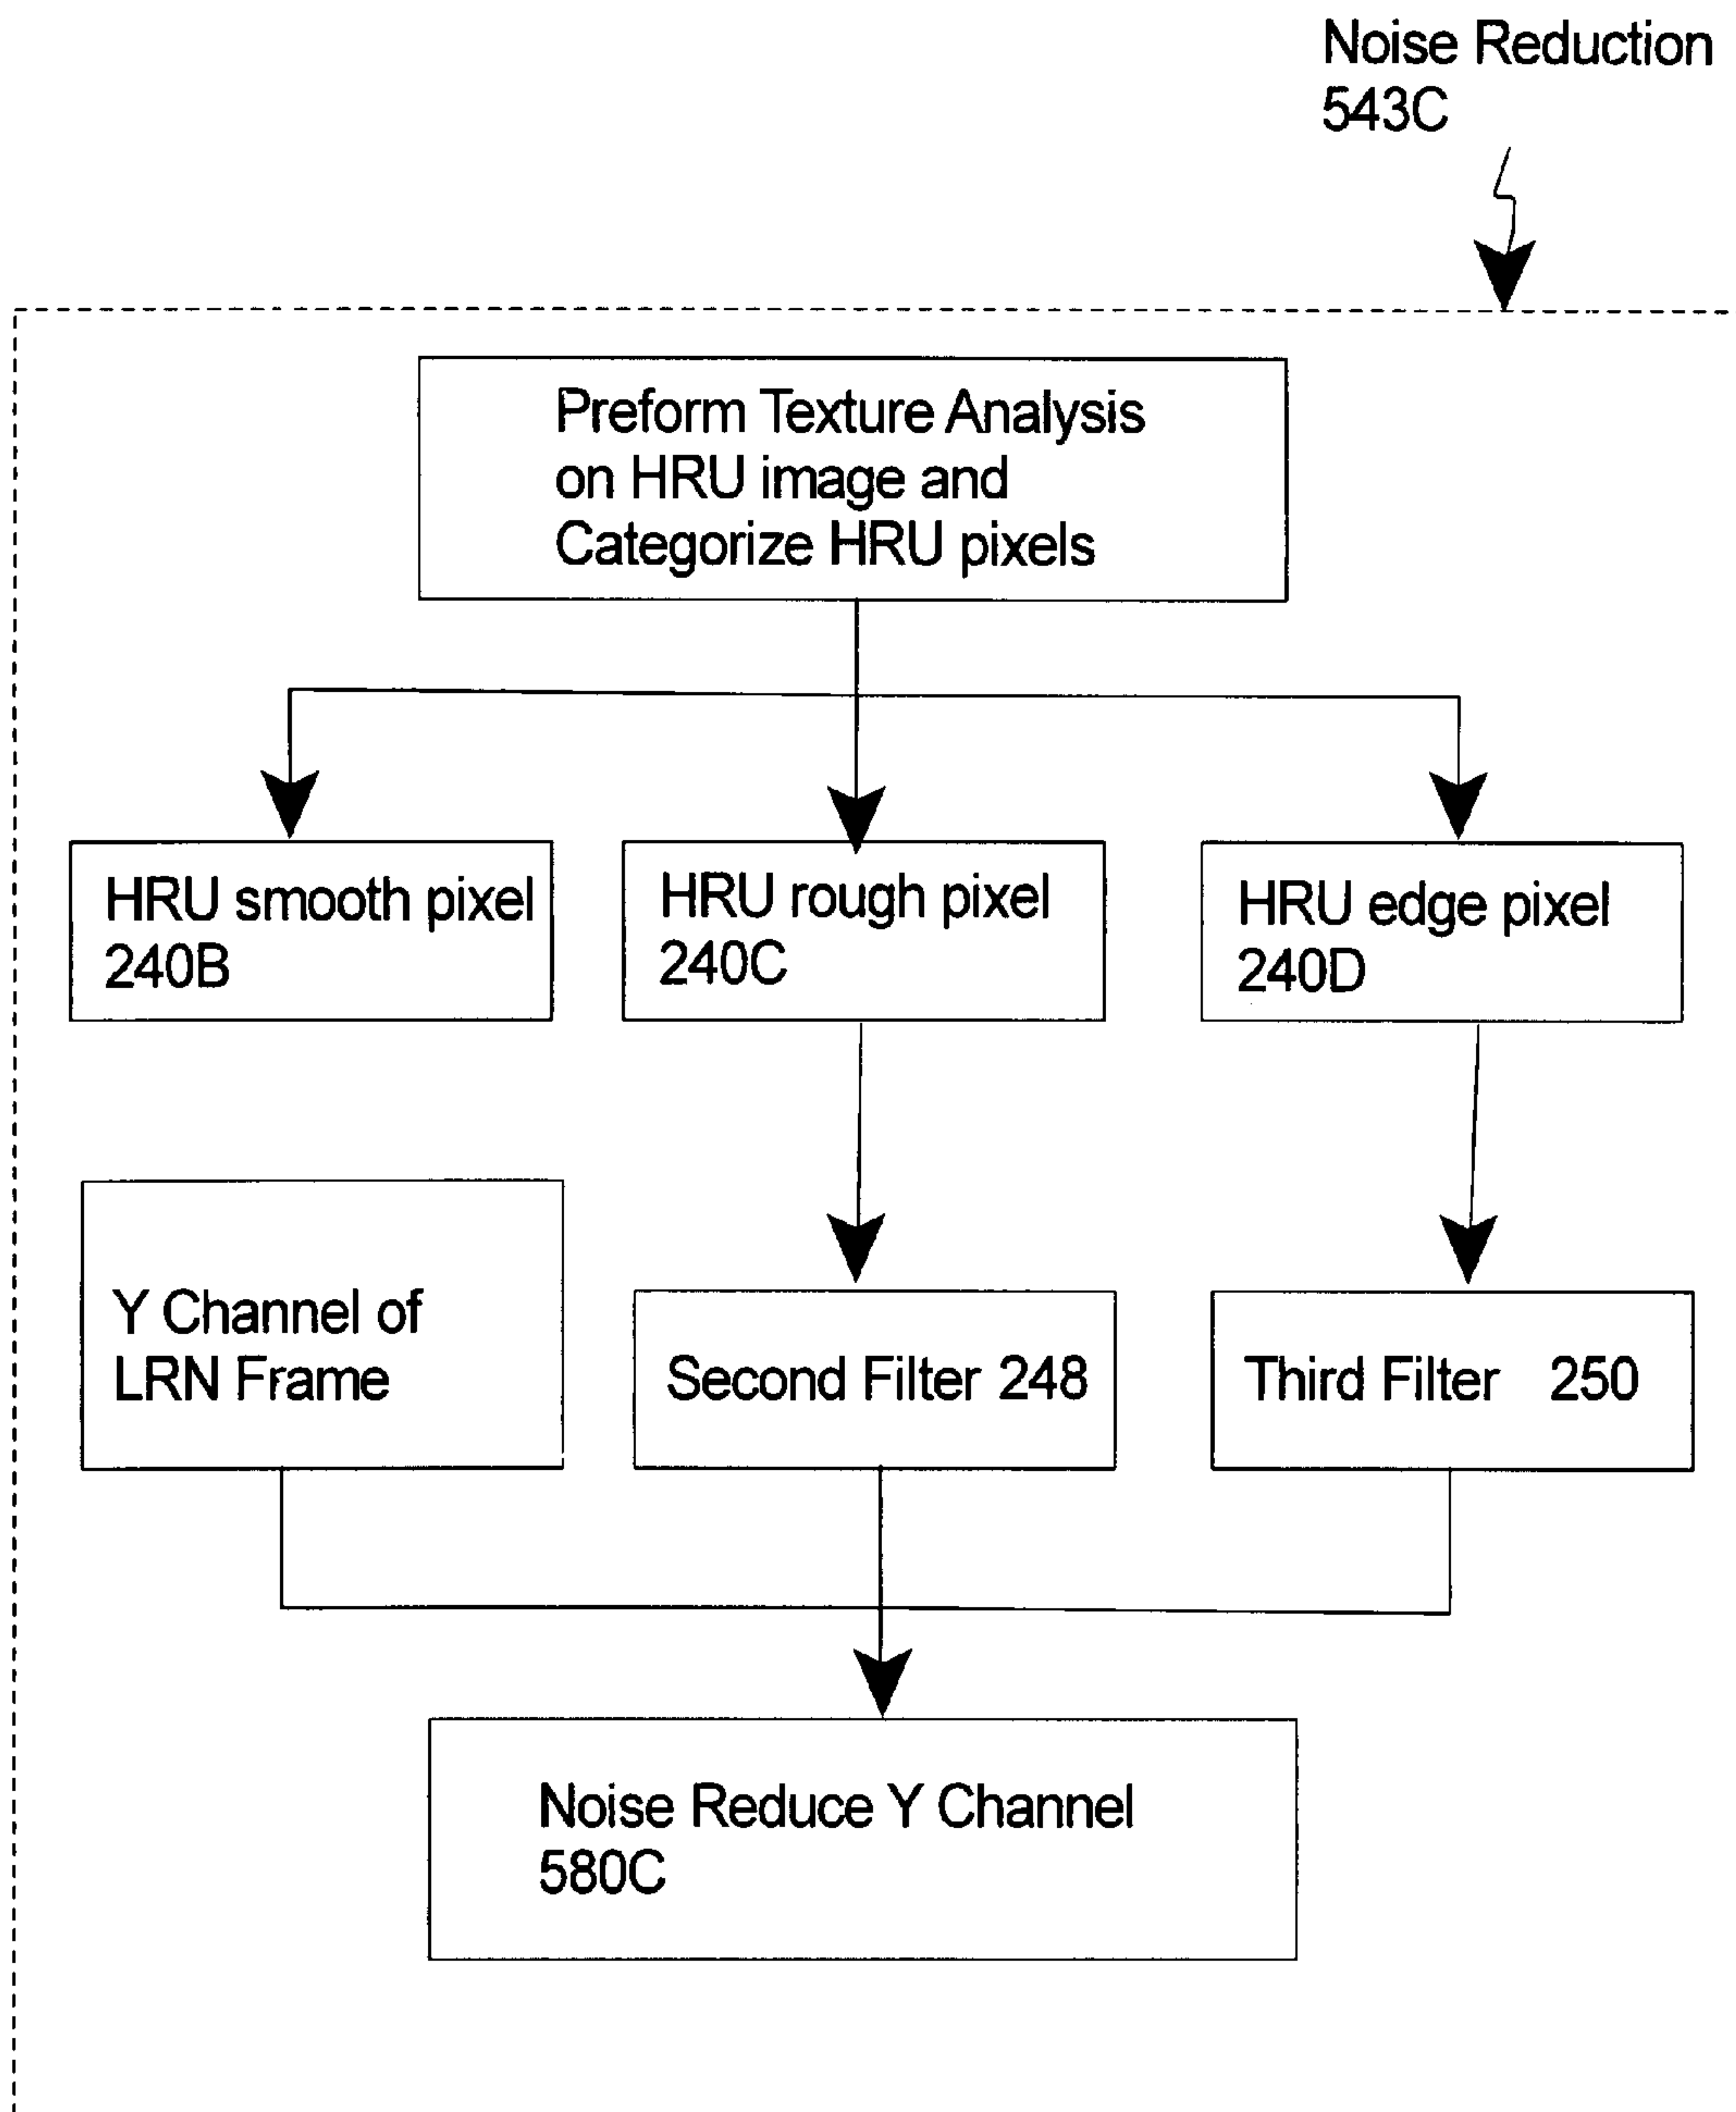 Noise Reduction
543C
Preform Texture Analysis
on HRU image and
Categorize HRU pixels
HRU smooth pixel
240B
HRU rough pixel
240C
HRU edge pixel
240D
Y Channel of
LRN Frame
Second Filter 248
Third Filter 250
Noise Reduce Y Channel
580C